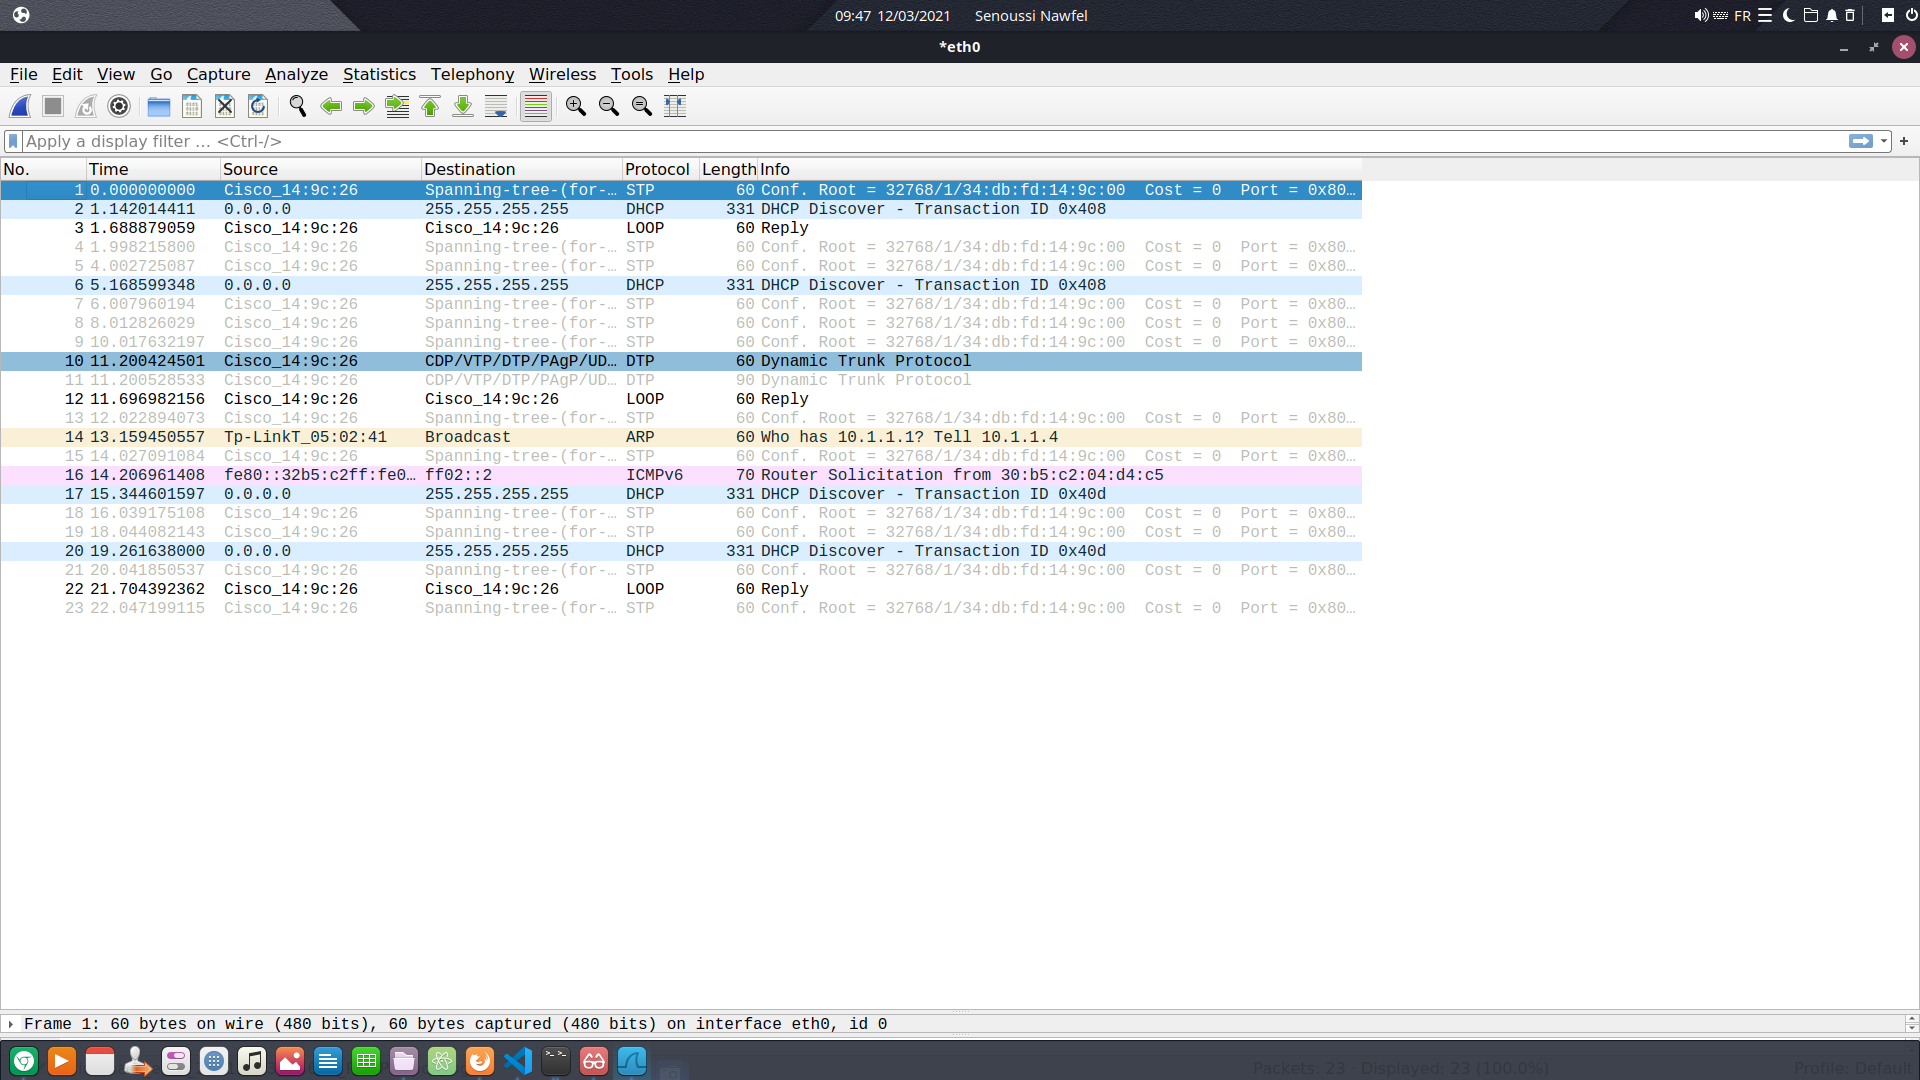 09:47 12/03/2021 Senoussi Nawfel FR
*eth0
File Edit View Go Capture Analyze Statistics Telephony Wireless Tools Help
Apply a display filter … <Ctrl-/>
No. Time Source Destination Protocol Length Info
1 0.000000000 Cisco_14:9c:26 Spanning-tree-(for-… STP 60 Conf. Root = 32768/1/34:db:fd:14:9c:00 Cost = 0 Port = 0x80…
2 1.142014411 0.0.0.0 255.255.255.255 DHCP 331 DHCP Discover - Transaction ID 0x408
3 1.688879059 Cisco_14:9c:26 Cisco_14:9c:26 LOOP 60 Reply
4 1.998215800 Cisco_14:9c:26 Spanning-tree-(for-… STP 60 Conf. Root = 32768/1/34:db:fd:14:9c:00 Cost = 0 Port = 0x80…
5 4.002725087 Cisco_14:9c:26 Spanning-tree-(for-… STP 60 Conf. Root = 32768/1/34:db:fd:14:9c:00 Cost = 0 Port = 0x80…
6 5.168599348 0.0.0.0 255.255.255.255 DHCP 331 DHCP Discover - Transaction ID 0x408
7 6.007960194 Cisco_14:9c:26 Spanning-tree-(for-… STP 60 Conf. Root = 32768/1/34:db:fd:14:9c:00 Cost = 0 Port = 0x80…
8 8.012826029 Cisco_14:9c:26 Spanning-tree-(for-… STP 60 Conf. Root = 32768/1/34:db:fd:14:9c:00 Cost = 0 Port = 0x80…
9 10.017632197 Cisco_14:9c:26 Spanning-tree-(for-… STP 60 Conf. Root = 32768/1/34:db:fd:14:9c:00 Cost = 0 Port = 0x80…
10 11.200424501 Cisco_14:9c:26 CDP/VTP/DTP/PAgP/UD… DTP 60 Dynamic Trunk Protocol
11 11.200528533 Cisco_14:9c:26 CDP/VTP/DTP/PAgP/UD… DTP 90 Dynamic Trunk Protocol
12 11.696982156 Cisco_14:9c:26 Cisco_14:9c:26 LOOP 60 Reply
13 12.022894073 Cisco_14:9c:26 Spanning-tree-(for-… STP 60 Conf. Root = 32768/1/34:db:fd:14:9c:00 Cost = 0 Port = 0x80…
14 13.159450557 Tp-LinkT_05:02:41 Broadcast ARP 60 Who has 10.1.1.1? Tell 10.1.1.4
15 14.027091084 Cisco_14:9c:26 Spanning-tree-(for-… STP 60 Conf. Root = 32768/1/34:db:fd:14:9c:00 Cost = 0 Port = 0x80…
16 14.206961408 fe80::32b5:c2ff:fe0… ff02::2 ICMPv6 70 Router Solicitation from 30:b5:c2:04:d4:c5
17 15.344601597 0.0.0.0 255.255.255.255 DHCP 331 DHCP Discover - Transaction ID 0x40d
18 16.039175108 Cisco_14:9c:26 Spanning-tree-(for-… STP 60 Conf. Root = 32768/1/34:db:fd:14:9c:00 Cost = 0 Port = 0x80…
19 18.044082143 Cisco_14:9c:26 Spanning-tree-(for-… STP 60 Conf. Root = 32768/1/34:db:fd:14:9c:00 Cost = 0 Port = 0x80…
20 19.261638000 0.0.0.0 255.255.255.255 DHCP 331 DHCP Discover - Transaction ID 0x40d
21 20.041850537 Cisco_14:9c:26 Spanning-tree-(for-… STP 60 Conf. Root = 32768/1/34:db:fd:14:9c:00 Cost = 0 Port = 0x80…
22 21.704392362 Cisco_14:9c:26 Cisco_14:9c:26 LOOP 60 Reply
23 22.047199115 Cisco_14:9c:26 Spanning-tree-(for-… STP 60 Conf. Root = 32768/1/34:db:fd:14:9c:00 Cost = 0 Port = 0x80…
Frame 1: 60 bytes on wire (480 bits), 60 bytes captured (480 bits) on interface eth0, id 0
Packets: 23 · Displayed: 23 (100.0%) Profile: Default